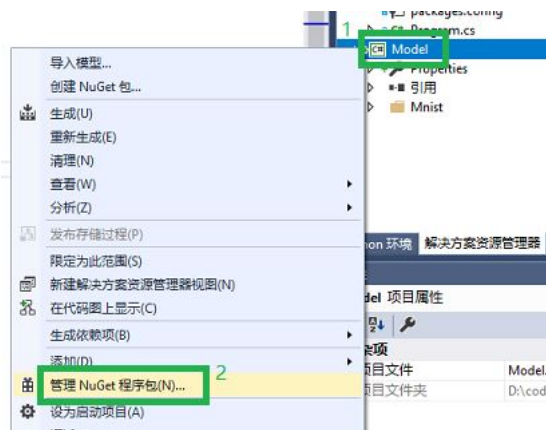 packages.config
1
Program.cs
C# Model
Properties
引用
Mnist
导入模型...
创建 NuGet 包...
生成(U)
重新生成(E)
清理(N)
查看(W)
分析(Z)
发布存储过程(P)
限定为此范围(S)
新建解决方案资源管理器视图(N)
在代码图上显示(C)
生成依赖项(B)
添加(D)
管理 NuGet 程序包(N)...
2
设为启动项目(A)
环境 解决方案资源管理器
项目属性
项目文件 Model.
项目文件夹 D:\cod